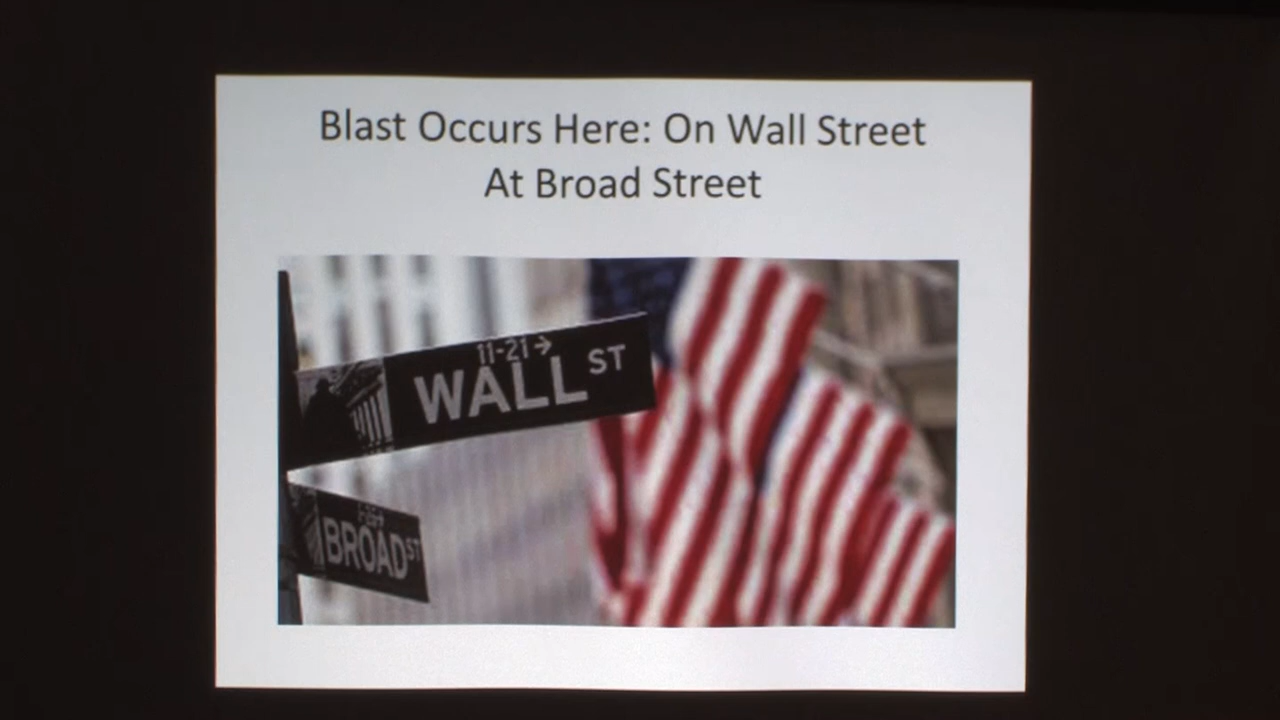 Blast Occurs Here: On Wall Street
At Broad Street
11-21→
WALL ST
BROAD ST